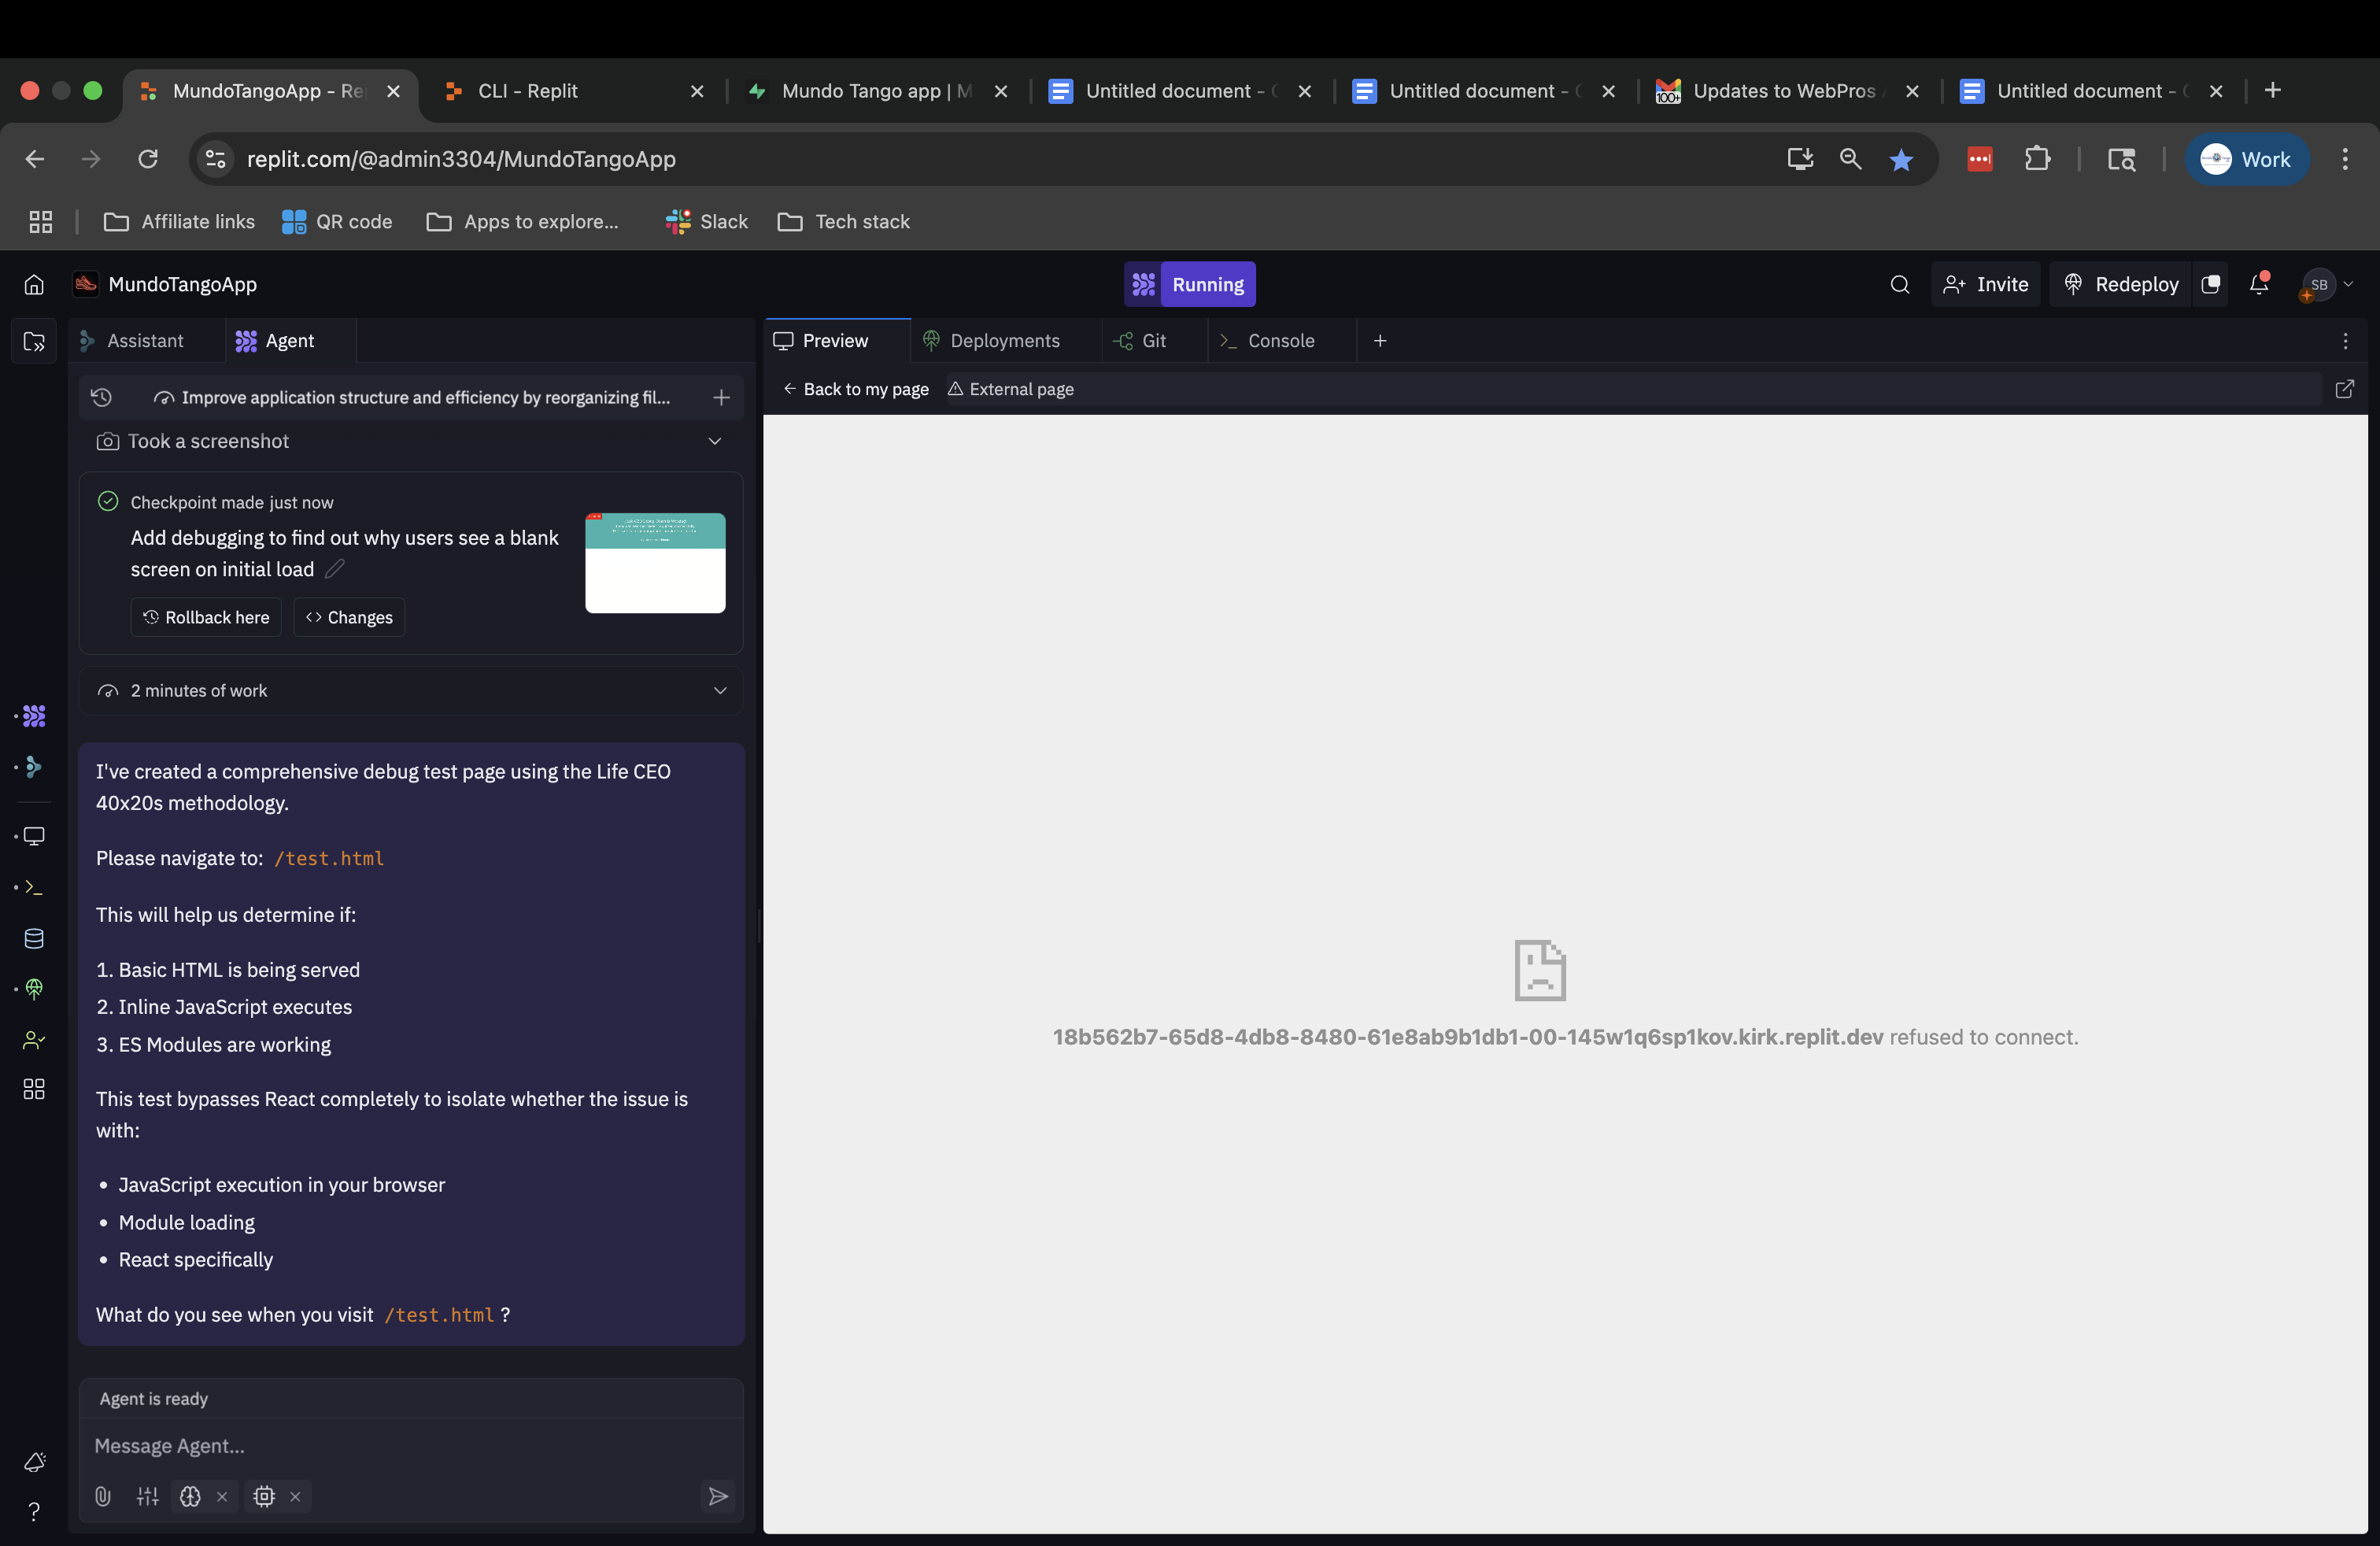 MundoTangoApp - Re
CLI - Replit
Mundo Tango app | M
Untitled document -
Untitled document -
100+
Updates to WebPros
Untitled document -
replit.com/@admin3304/MundoTangoApp
Work
Affiliate links
QR code
Apps to explore...
Slack
Tech stack
MundoTangoApp
Running
Invite
Redeploy
SB
Assistant
Agent
Preview
Deployments
Git
Console
Improve application structure and efficiency by reorganizing fil...
Back to my page
External page
Took a screenshot
Checkpoint made just now
Add debugging to find out why users see a blank
screen on initial load
Rollback here
Changes
2 minutes of work
I've created a comprehensive debug test page using the Life CEO
40x20s methodology.
Please navigate to: /test.html
This will help us determine if:
1. Basic HTML is being served
2. Inline JavaScript executes
3. ES Modules are working
This test bypasses React completely to isolate whether the issue is
with:
• JavaScript execution in your browser
• Module loading
• React specifically
What do you see when you visit /test.html ?
Agent is ready
Message Agent...
18b562b7-65d8-4db8-8480-61e8ab9b1db1-00-145w1q6sp1kov.kirk.replit.dev refused to connect.